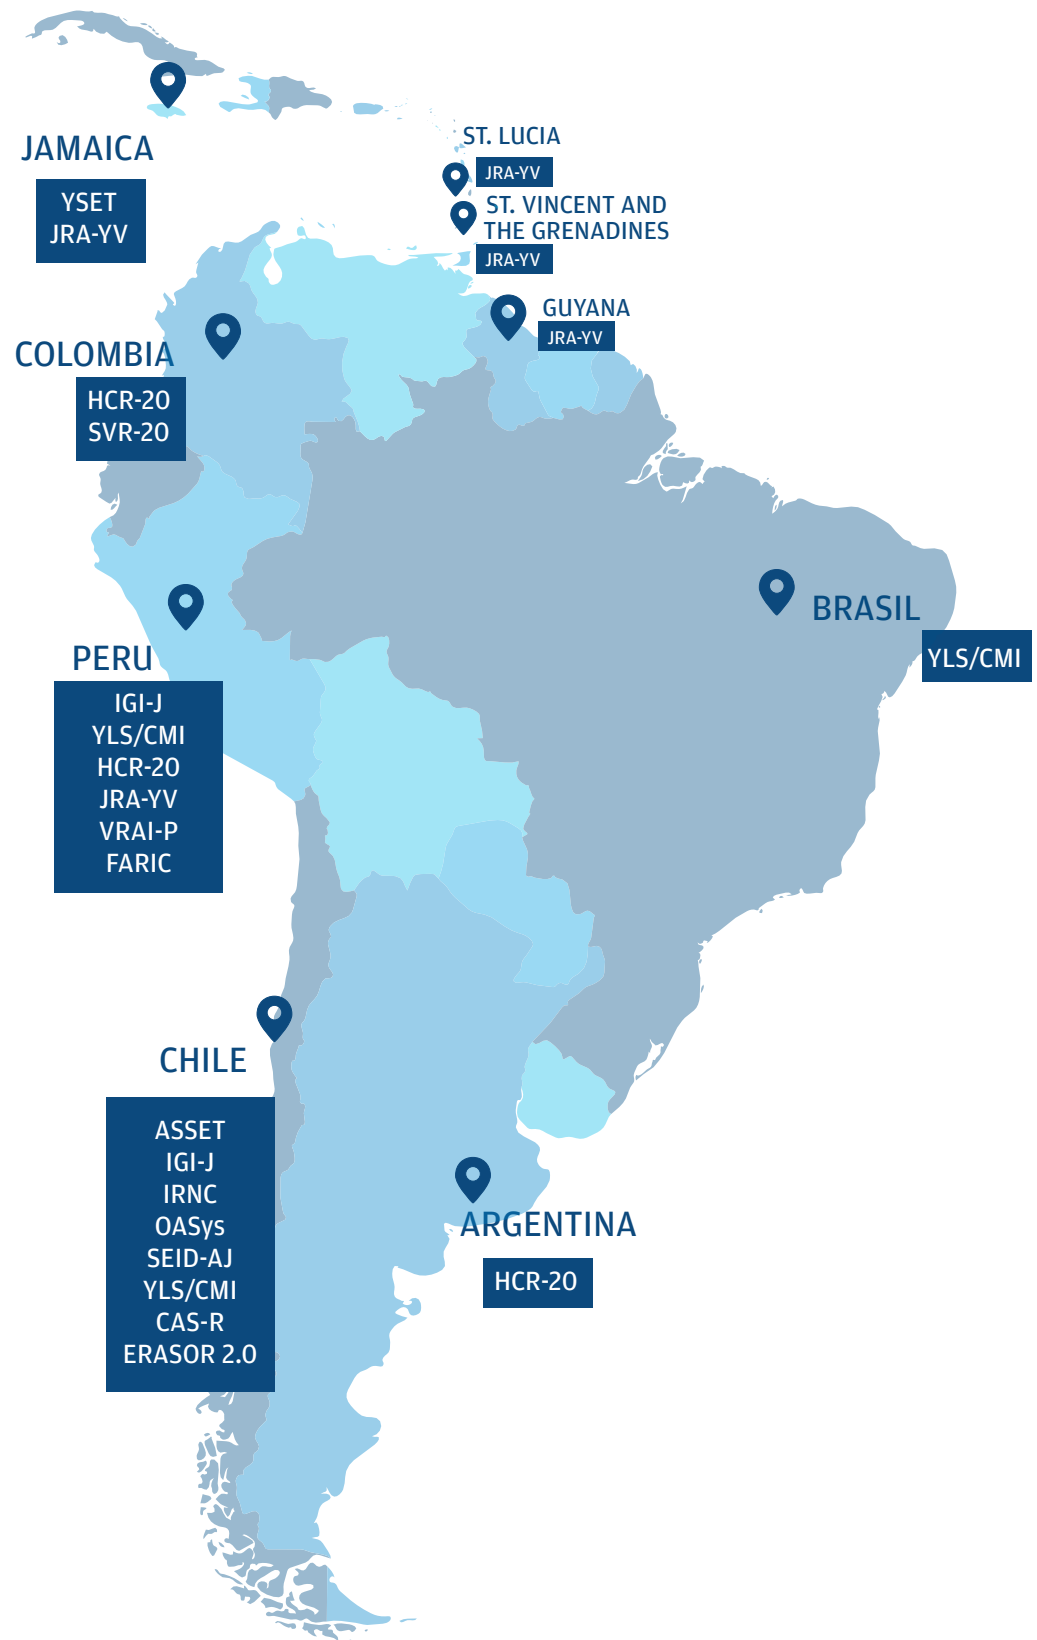 JAMAICA
YSET
JRA-YV
ST. LUCIA
JRA-YV
ST. VINCENT AND
THE GRENADINES
JRA-YV
GUYANA
JRA-YV
COLOMBIA
HCR-20
SVR-20
BRASIL
YLS/CMI
PERU
IGI-J
YLS/CMI
HCR-20
JRA-YV
VRAI-P
FARIC
CHILE
ASSET
IGI-J
IRNC
OASys
SEID-AJ
YLS/CMI
CAS-R
ERASOR 2.0
ARGENTINA
HCR-20